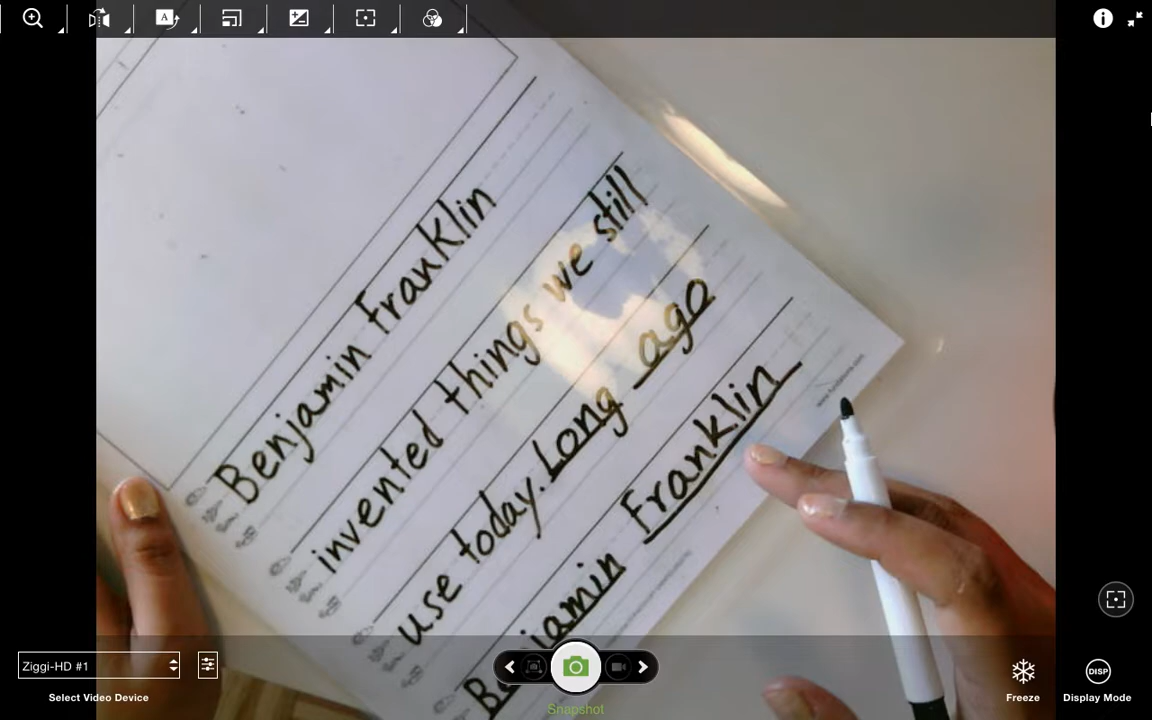 Benjamin Franklin
invented things we still
use today. Long ago
Benjamin Franklin
Ziggi-HD #1
Select Video Device
Snapshot
Freeze
DISP
Display Mode